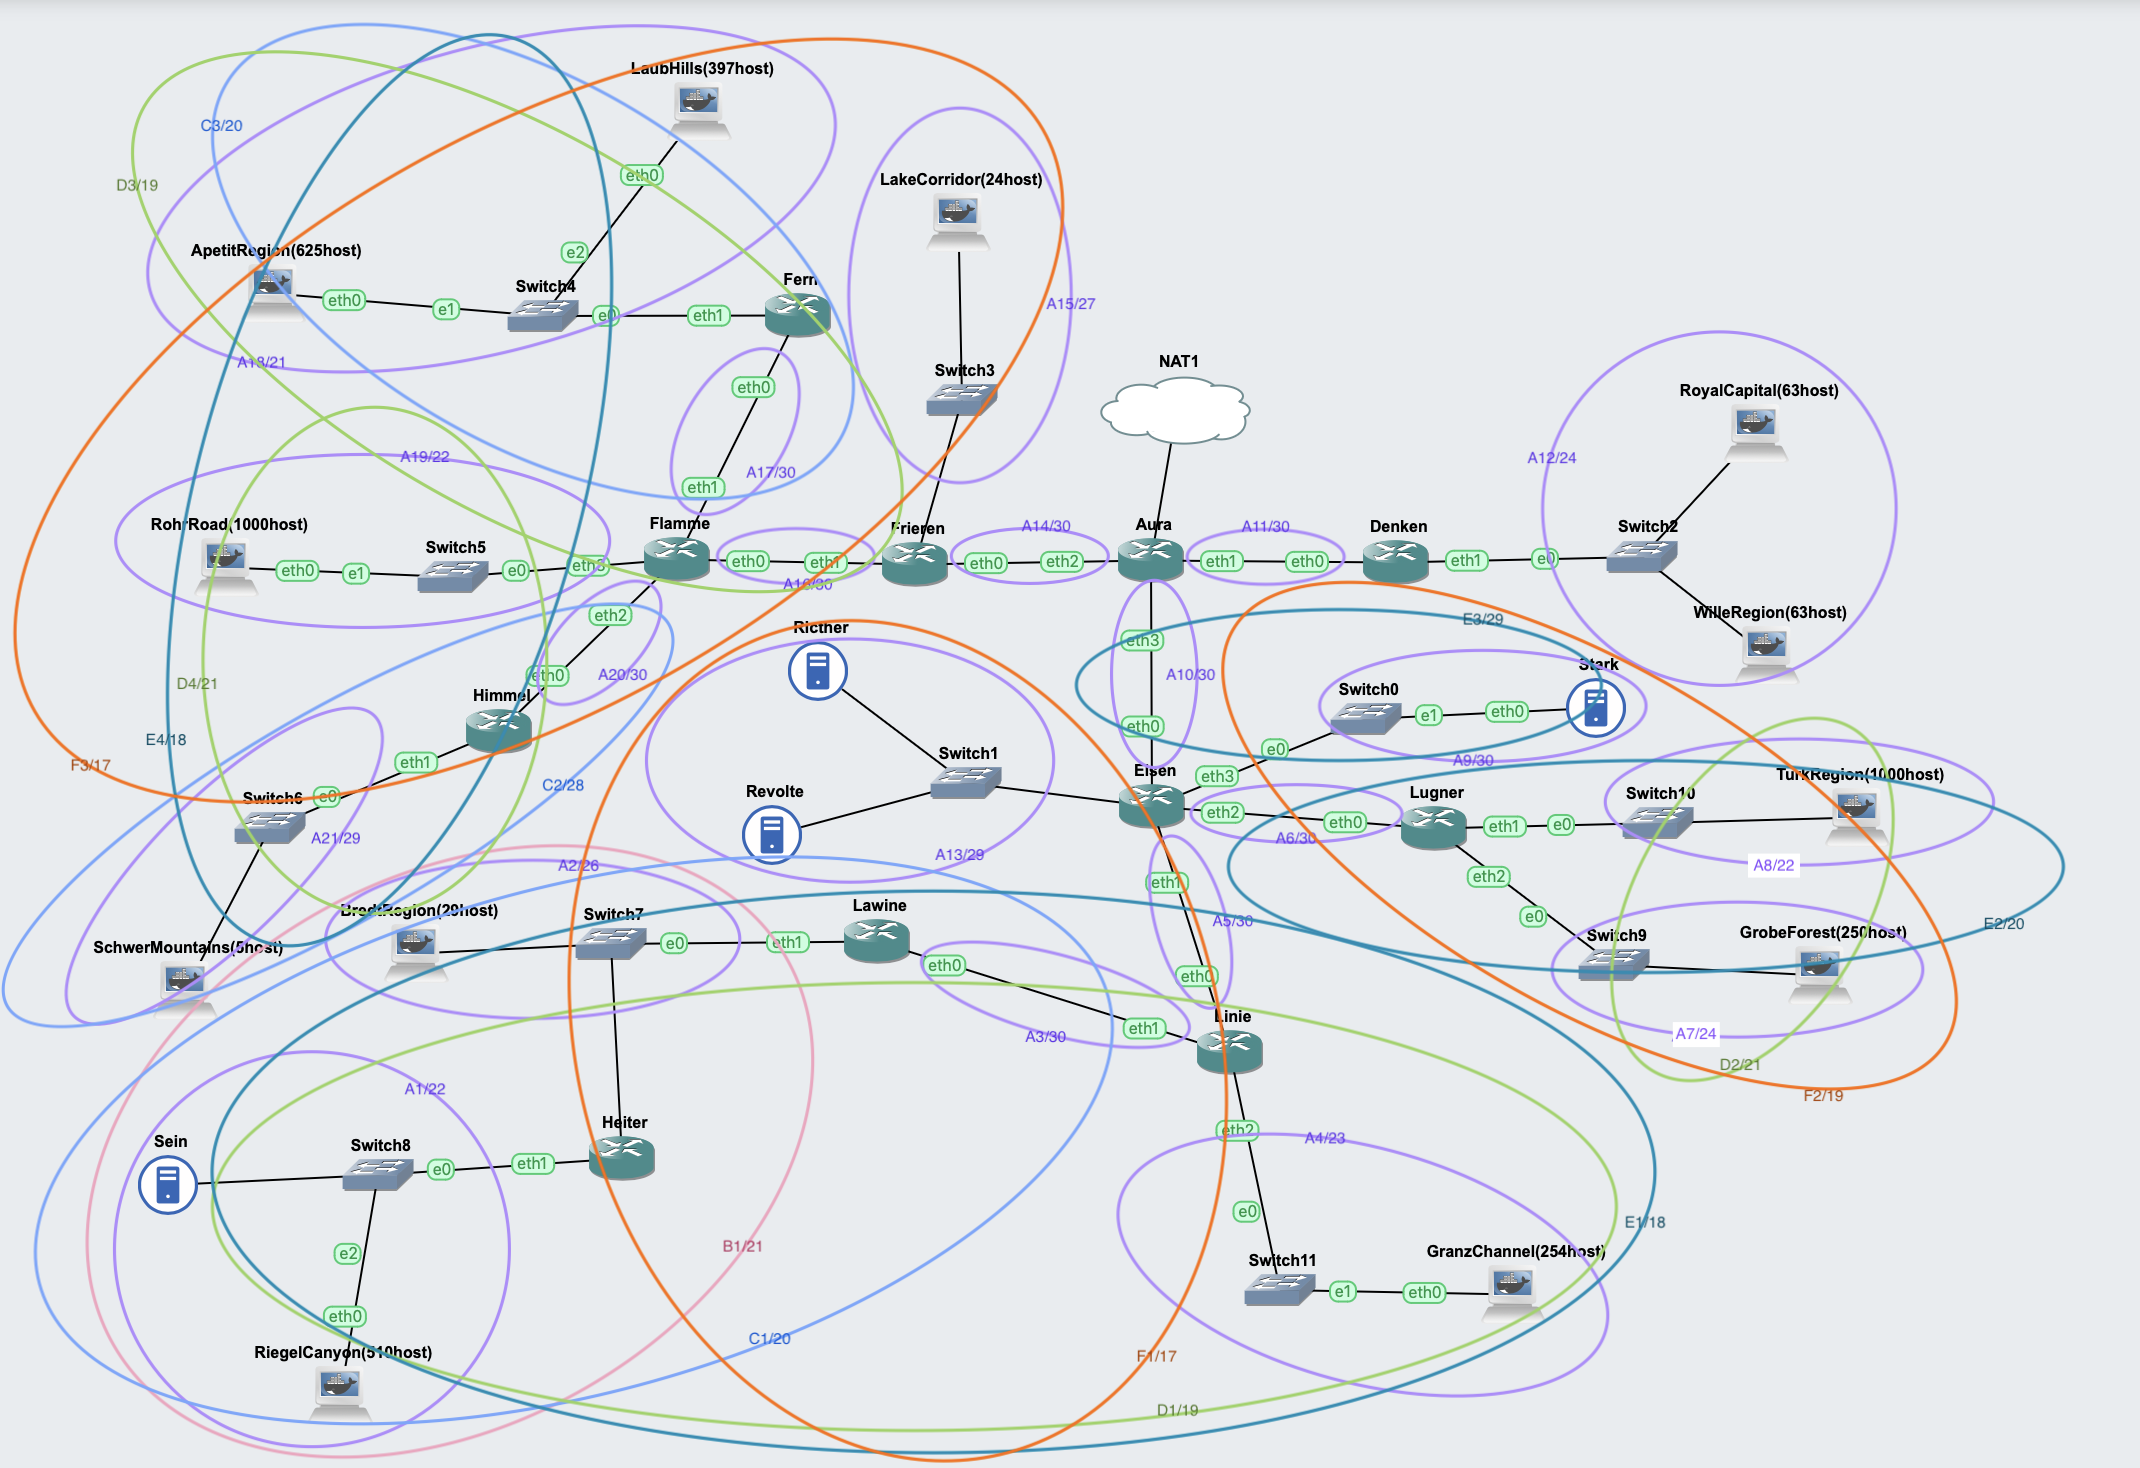 LaubHills(397host)
C3/20
eth0
LakeCorridor(24host)
D3/19
ApetitRegion(625host)
e2
Fern
Switch4
eth0
e1
e0
eth1
A15/27
A18/21
NAT1
Switch3
eth0
RoyalCapital(63host)
A19/22
A17/30
A12/24
eth1
RohrRoad(1000host)
Flamme
Frieren
A14/30
Aura
A11/30
Denken
Switch2
Switch5
eth0
e1
e0
eth3
eth0
eth1
eth0
eth2
eth1
eth0
eth1
e0
A16/30
eth2
Ricther
E3/29
WilleRegion(63host)
eth3
Stark
D4/21
eth0
A20/30
A10/30
Himmel
Switch0
e1
eth0
E4/18
eth0
e0
F3/17
eth1
Switch1
A9/30
C2/28
Eisen
eth3
TurkRegion(1000host)
Switch6
e0
Revolte
Lugner
Switch10
eth2
eth0
eth1
e0
A21/29
A6/30
A13/29
A2/26
A8/22
eth1
eth2
BredtRegion(29host)
Switch7
Lawine
e0
A5/30
E2/20
SchwerMountains(5host)
e0
eth1
Switch9
GrobeForest(250host)
eth0
eth0
A3/30
eth1
Linie
A7/24
D2/21
A1/22
F2/19
Heiter
eth2
A4/23
Sein
Switch8
e0
eth1
e0
E1/18
e2
B1/21
Switch11
GranzChannel(254host)
e1
eth0
eth0
C1/20
RiegelCanyon(510host)
F1/17
D1/19